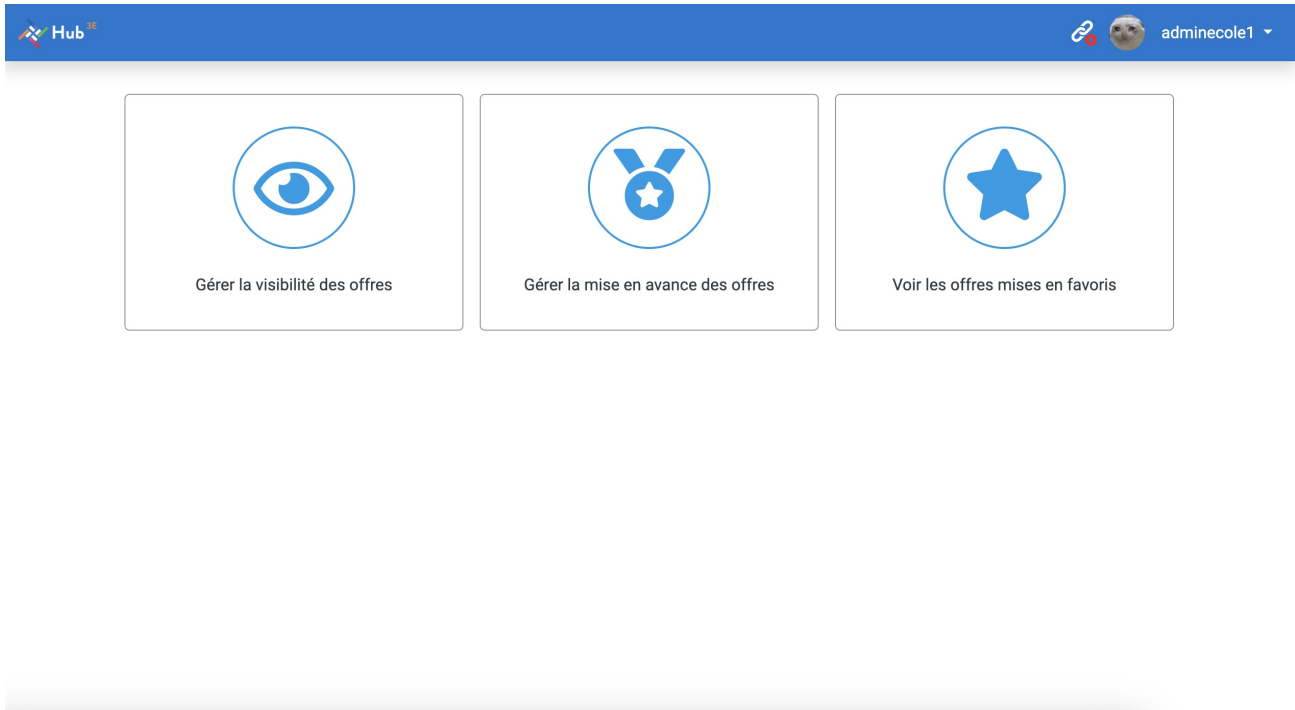 Hub 3E
adminecole1
Gérer la visibilité des offres
Gérer la mise en avance des offres
Voir les offres mises en favoris